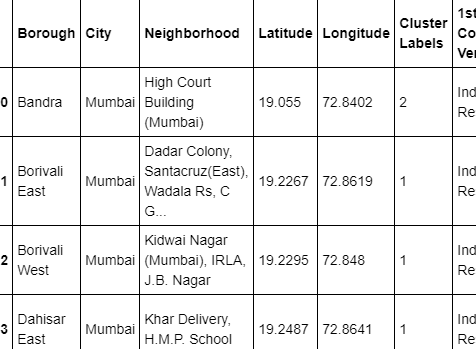 Borough City Neighborhood Latitude Longitude Cluster Labels 1st Co Ve
0 Bandra Mumbai High Court Building (Mumbai) 19.055 72.8402 2 Ind Re
1 Borivali East Mumbai Dadar Colony, Santacruz(East), Wadala Rs, C G... 19.2267 72.8619 1 Ind Re
2 Borivali West Mumbai Kidwai Nagar (Mumbai), IRLA, J.B. Nagar 19.2295 72.848 1 Ind Re
3 Dahisar East Mumbai Khar Delivery, H.M.P. School 19.2487 72.8641 1 Ind Re